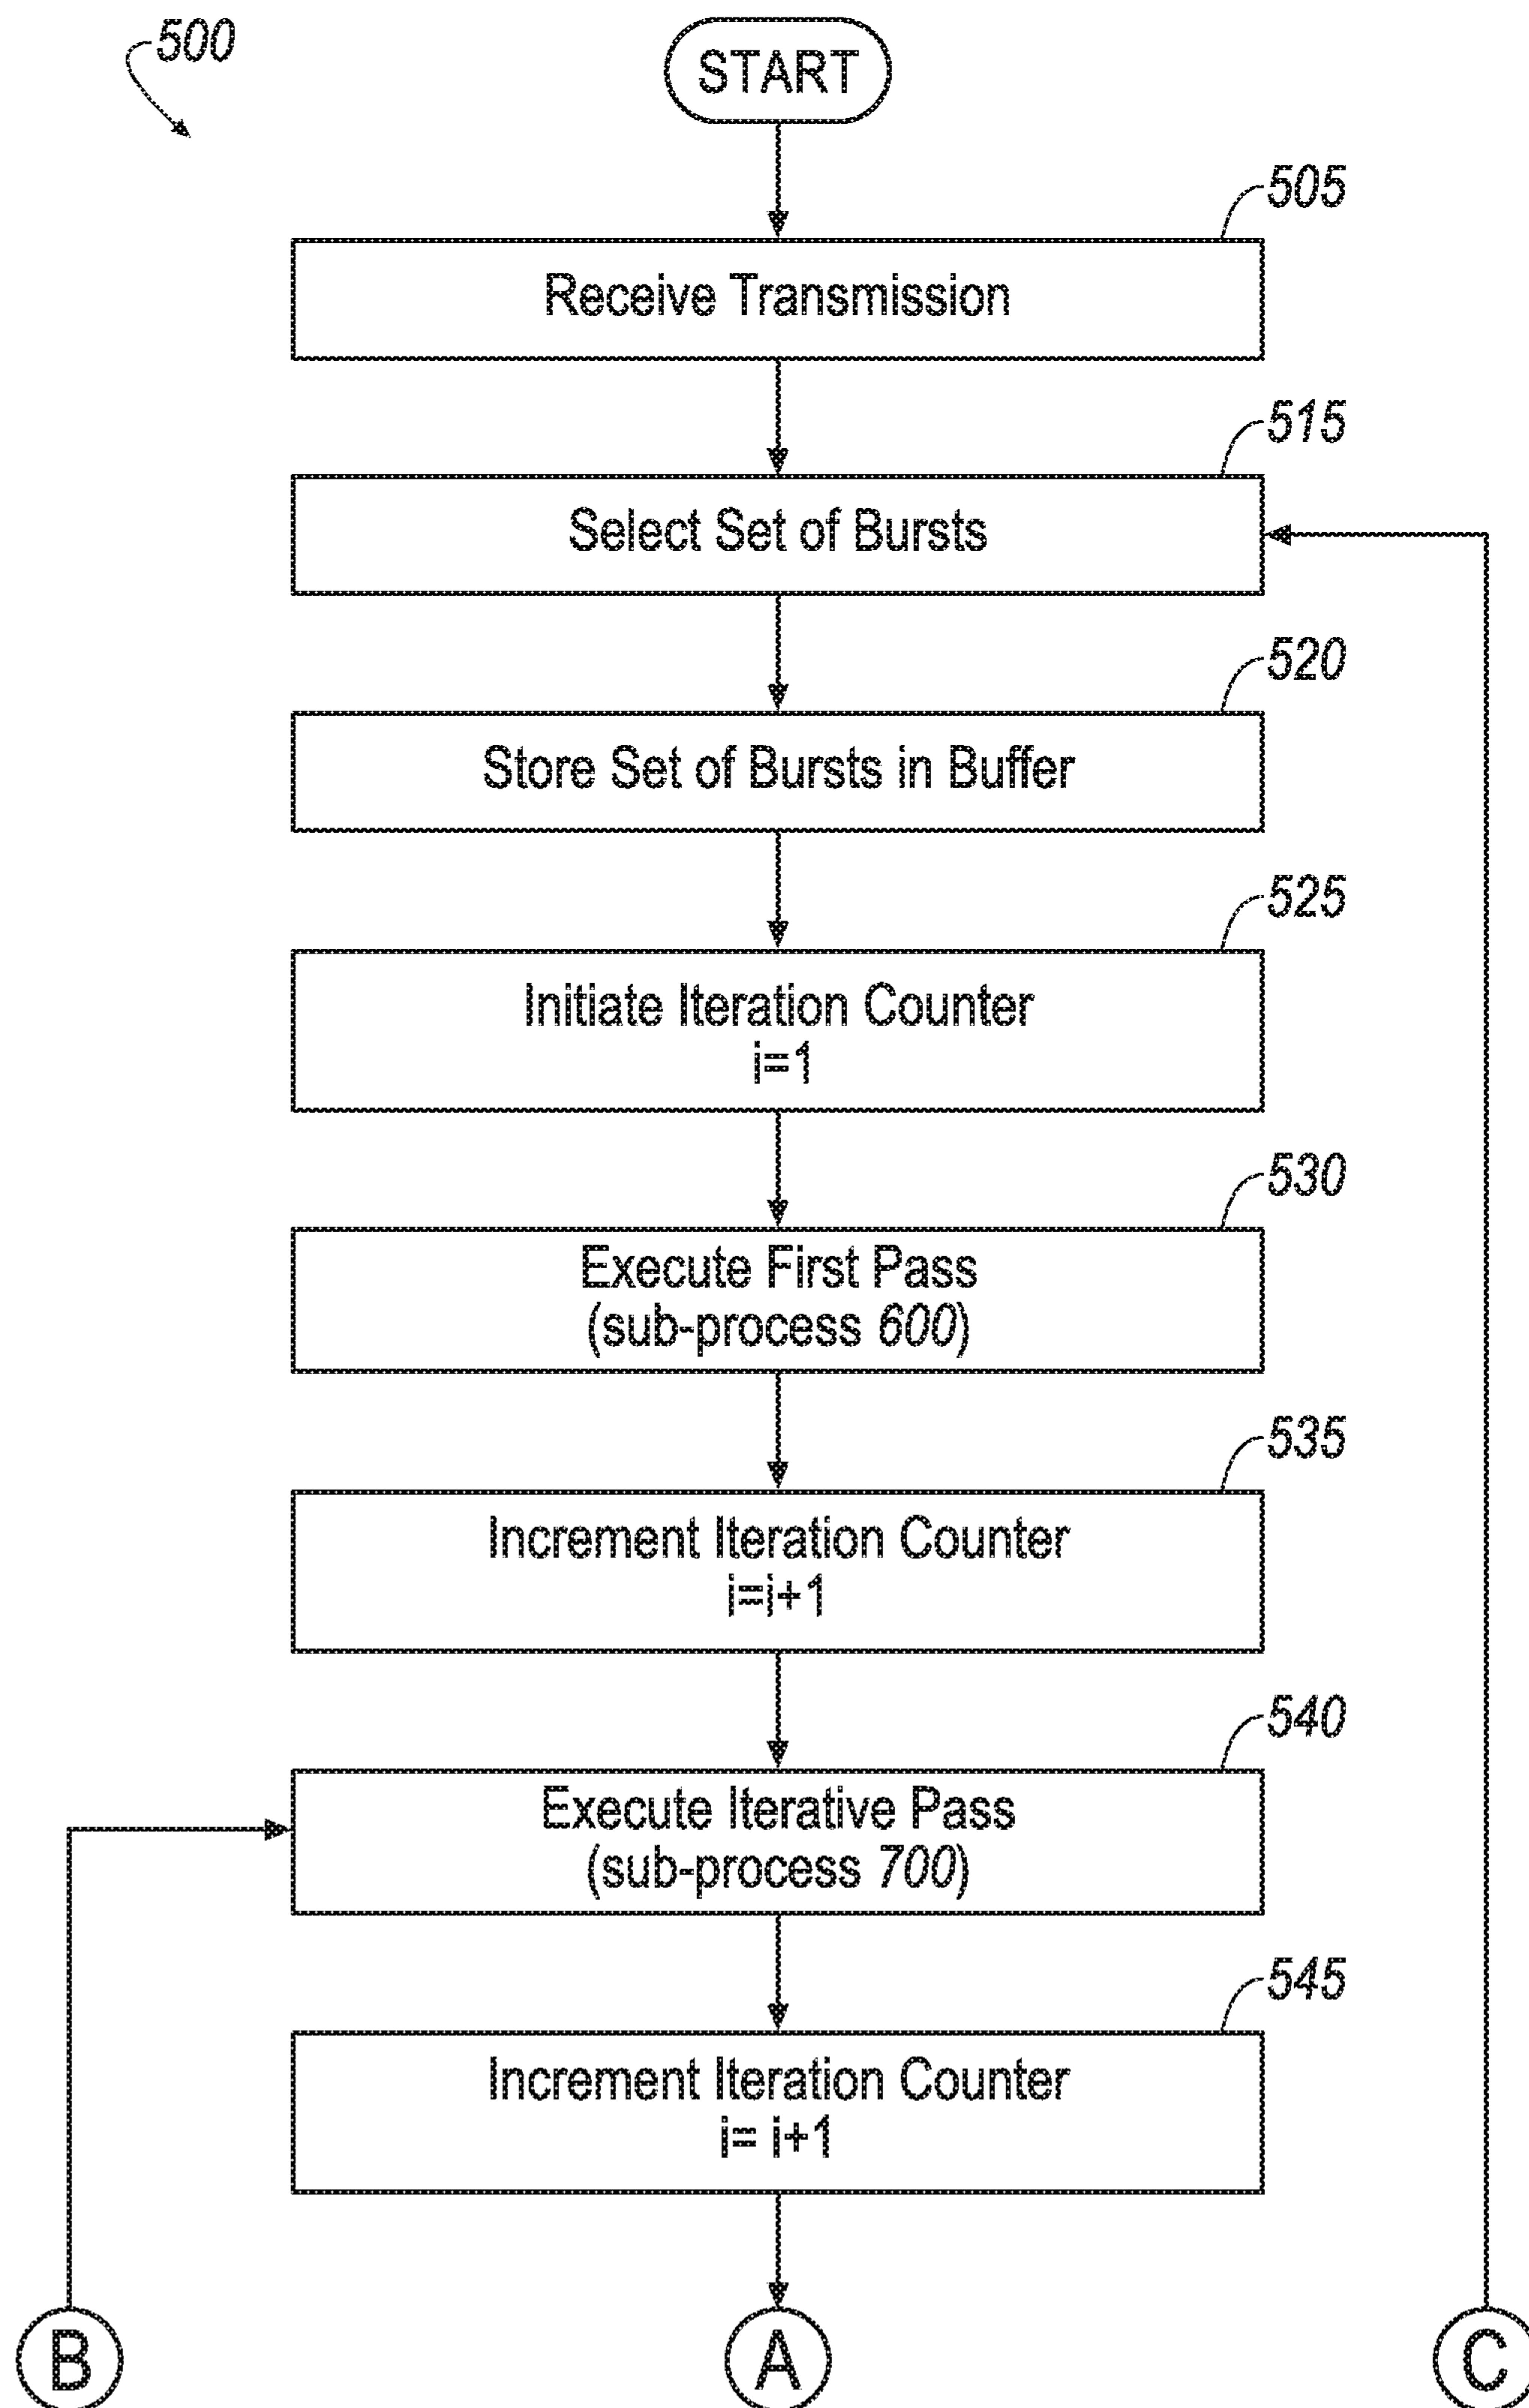 500
START
505
Receive Transmission
515
Select Set of Bursts
520
Store Set of Bursts in Buffer
525
Initiate Iteration Counter
i=1
530
Execute First Pass
(sub-process 600)
535
Increment Iteration Counter
i=i+1
540
Execute Iterative Pass
(sub-process 700)
545
Increment Iteration Counter
i= i+1
B
A
C